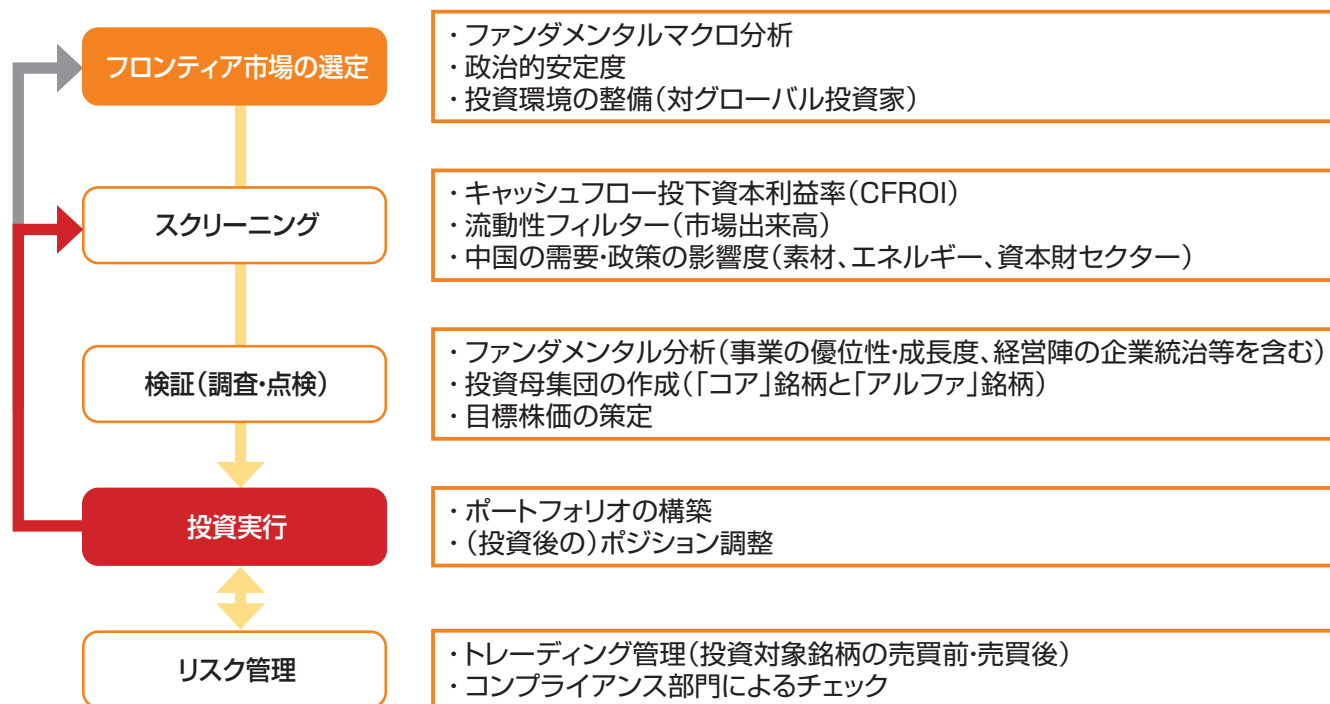 フロンティア市場の選定
・ファンダメンタルマクロ分析
・政治的安定度
・投資環境の整備（対グローバル投資家）
スクリーニング
・キャッシュフロー投下資本利益率（CFROI）
・流動性フィルター（市場出来高）
・中国の需要・政策の影響度（素材、エネルギー、資本財セクター）
検証（調査・点検）
・ファンダメンタル分析（事業の優位性・成長度、経営陣の企業統治等を含む）
・投資母集団の作成（「コア」銘柄と「アルファ」銘柄）
・目標株価の策定
投資実行
・ポートフォリオの構築
・（投資後の）ポジション調整
リスク管理
・トレーディング管理（投資対象銘柄の売買前・売買後）
・コンプライアンス部門によるチェック